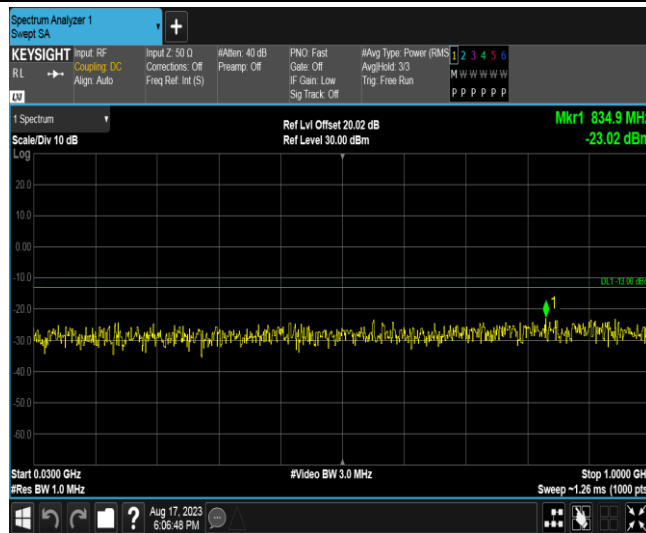 Spectrum Analyzer 1
Swept SA
+
KEYSIGHT
RL
LXI
Input: RF
Coupling: DC
Align: Auto
Input Z: 50 Ω
Corrections: Off
Freq Ref: Int (S)
#Atten: 40 dB
Preamp: Off
PNO: Fast
Gate: Off
IF Gain: Low
Sig Track: Off
#Avg Type: Power (RMS
Avg|Hold: 3/3
Trig: Free Run
1 2 3 4 5 6
M W W W W W
P P P P P P
1 Spectrum
Scale/Div 10 dB
Log
Ref Lvl Offset 20.02 dB
Ref Level 30.00 dBm
Mkr1 834.9 MHz
-23.02 dBm
20.0
10.0
0.00
-10.0
DL1 -13.00 dBm
-20.0
1
-30.0
-40.0
-50.0
-60.0
Start 0.0300 GHz
#Res BW 1.0 MHz
#Video BW 3.0 MHz
Stop 1.0000 GH
Sweep ~1.26 ms (1000 pts
?
Aug 17, 2023
6:06:48 PM